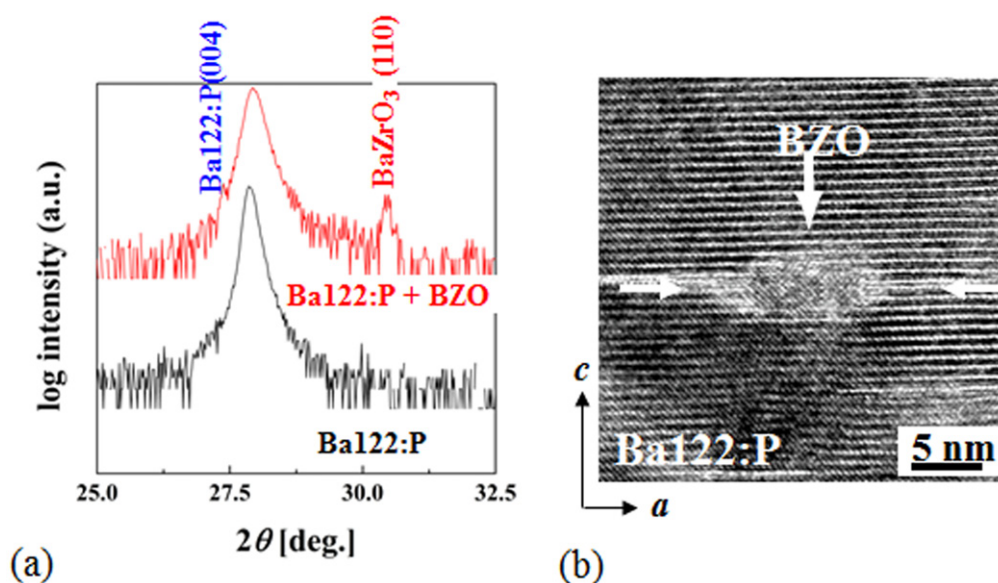 Ba122:P(004)
BaZrO₃ (110)
log intensity (a.u.)
Ba122:P + BZO
Ba122:P
25.0 27.5 30.0 32.5
2θ [deg.]
(a)
BZO
c
Ba122:P
5 nm
a
(b)